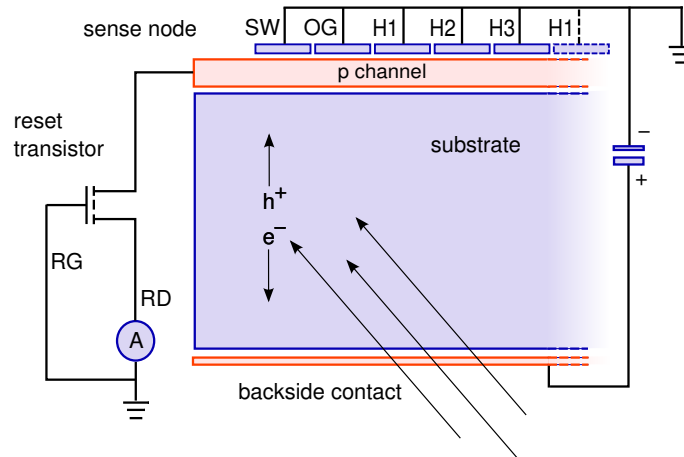 sense node
SW OG H1 H2 H3 H1
p channel
reset
transistor
substrate
−
+
h+
e−
RG
RD
A
backside contact